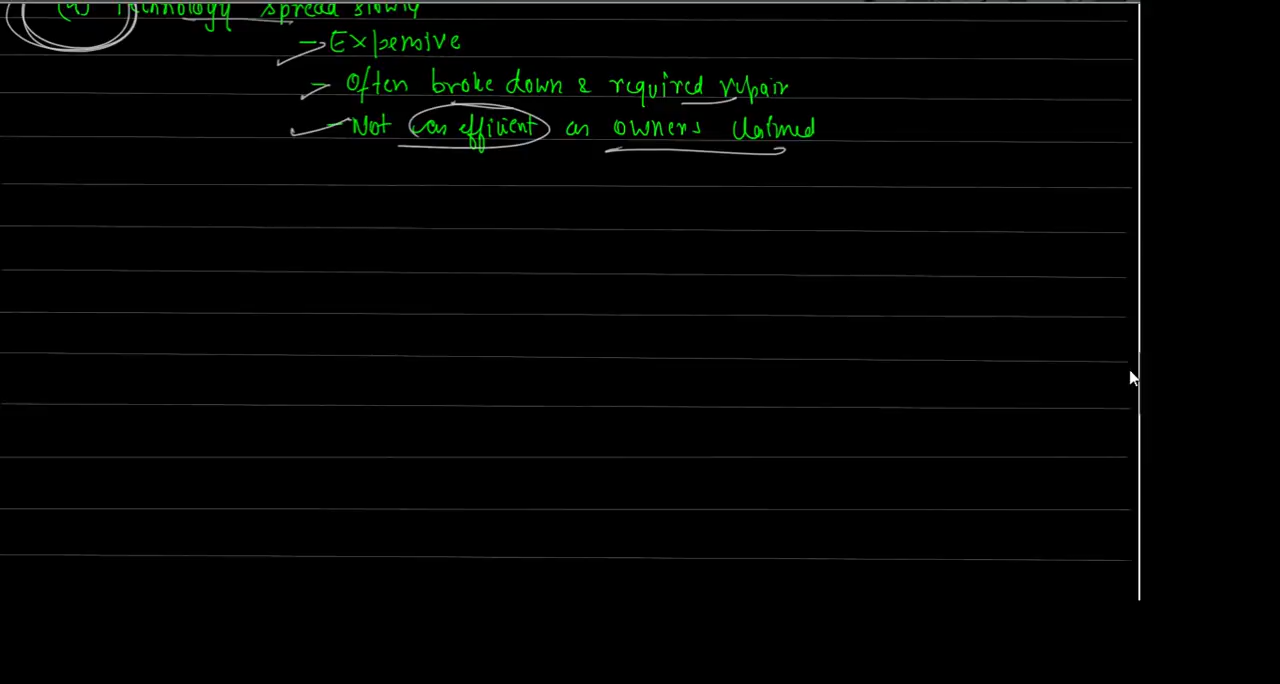 Technology spread slowly
- Expensive
- Often broke down & required repair
- Not as efficient as owners claimed